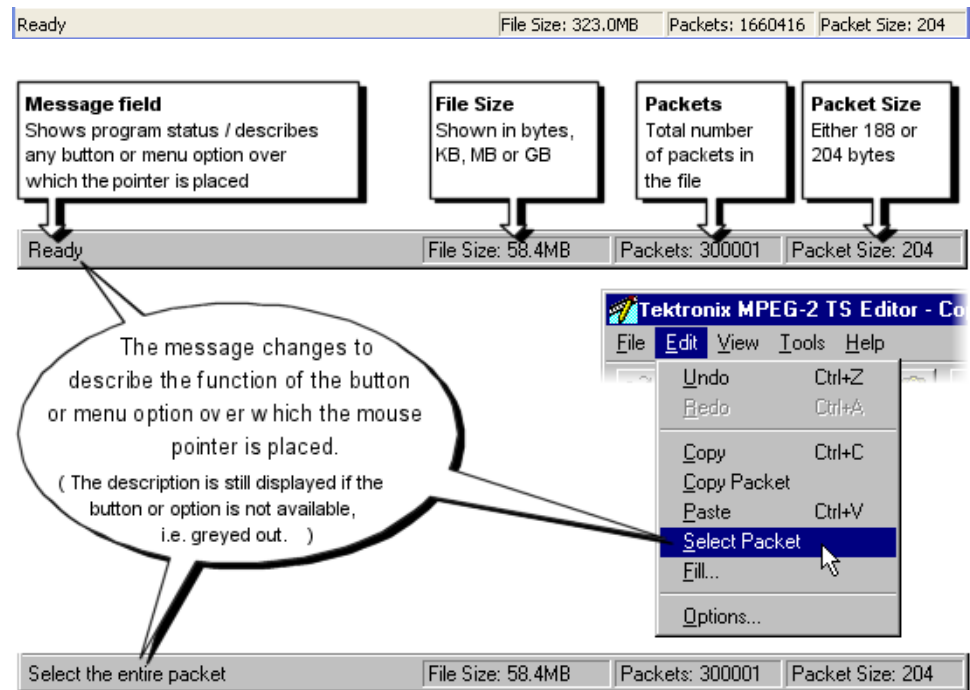 Ready File Size: 323.0MB Packets: 1660416 Packet Size: 204
Message field
Shows program status / describes
any button or menu option over
which the pointer is placed
File Size
Shown in bytes,
KB, MB or GB
Packets
Total number
of packets in
the file
Packet Size
Either 188 or
204 bytes
Ready File Size: 58.4MB Packets: 300001 Packet Size: 204
The message changes to
describe the function of the button
or menu option over which the mouse
pointer is placed.
( The description is still displayed if the
button or option is not available,
i.e. greyed out. )
Tektronix MPEG-2 TS Editor - Co
File Edit View Tools Help
Undo Ctrl+Z
Redo Ctrl+A
Copy Ctrl+C
Copy Packet
Paste Ctrl+V
Select Packet
Fill...
Options...
Select the entire packet File Size: 58.4MB Packets: 300001 Packet Size: 204